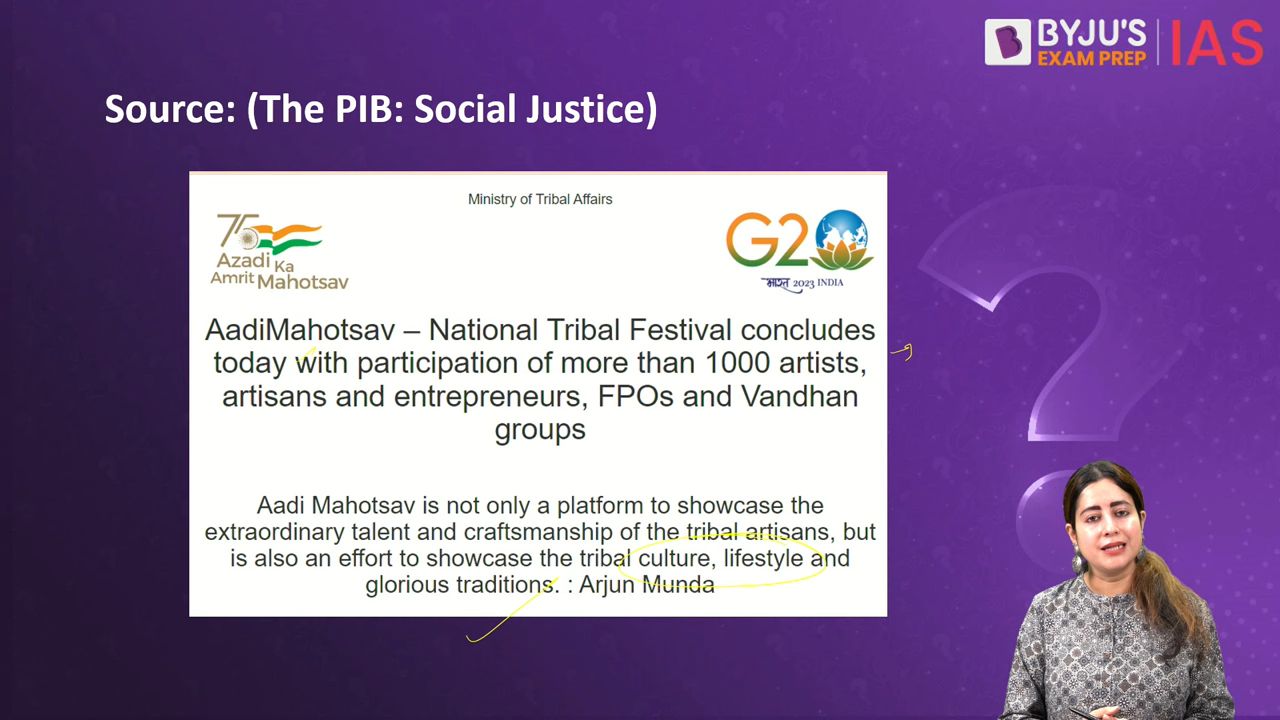 BYJU'S
EXAM PREP
IAS
Source: (The PIB: Social Justice)
Ministry of Tribal Affairs
75
Azadi Ka
Amrit Mahotsav
G20
भारत 2023 INDIA
AadiMahotsav – National Tribal Festival concludes
today with participation of more than 1000 artists,
artisans and entrepreneurs, FPOs and Vandhan
groups
Aadi Mahotsav is not only a platform to showcase the
extraordinary talent and craftsmanship of the tribal artisans, but
is also an effort to showcase the tribal culture, lifestyle and
glorious traditions. : Arjun Munda